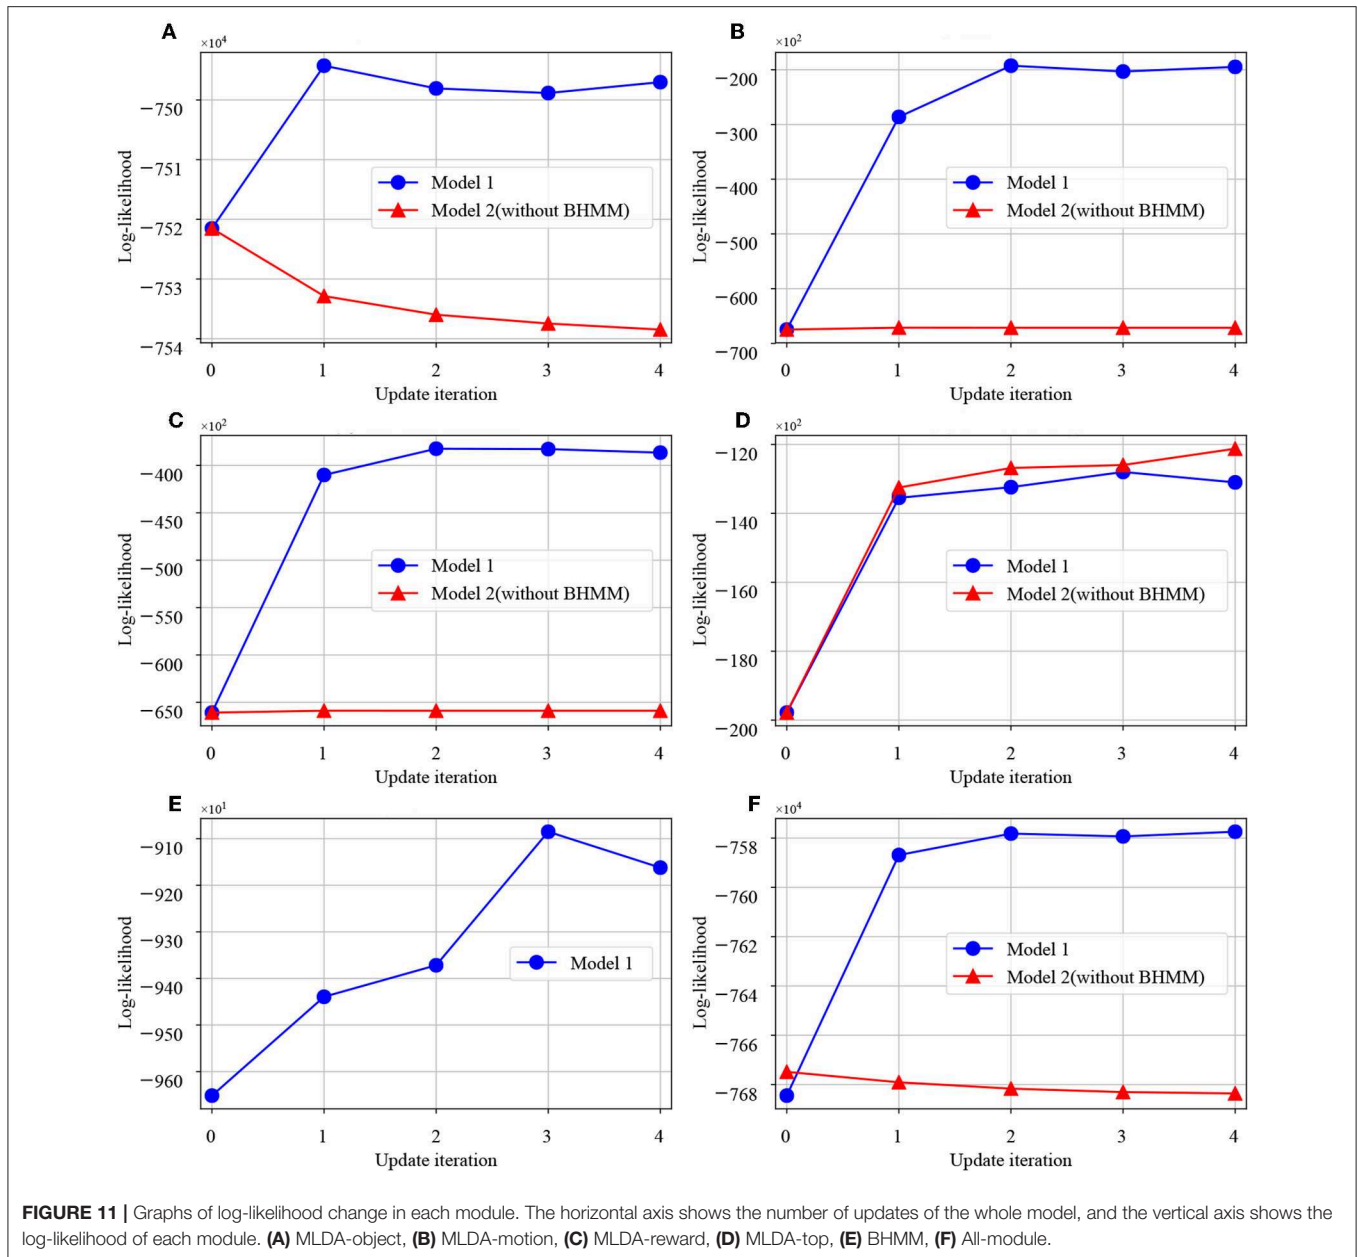 A
×10⁴
−750
−751
−752
−753
−754
Log-likelihood
Model 1
Model 2(without BHMM)
0 1 2 3 4
Update iteration
B
×10²
−200
−300
−400
−500
−600
−700
Log-likelihood
Model 1
Model 2(without BHMM)
0 1 2 3 4
Update iteration
C
×10²
−400
−450
−500
−550
−600
−650
Log-likelihood
Model 1
Model 2(without BHMM)
0 1 2 3 4
Update iteration
D
×10²
−120
−140
−160
−180
−200
Log-likelihood
Model 1
Model 2(without BHMM)
0 1 2 3 4
Update iteration
E
×10¹
−910
−920
−930
−940
−950
−960
Log-likelihood
Model 1
0 1 2 3 4
Update iteration
F
×10⁴
−758
−760
−762
−764
−766
−768
Log-likelihood
Model 1
Model 2(without BHMM)
0 1 2 3 4
Update iteration
FIGURE 11 | Graphs of log-likelihood change in each module. The horizontal axis shows the number of updates of the whole model, and the vertical axis shows the
log-likelihood of each module. (A) MLDA-object, (B) MLDA-motion, (C) MLDA-reward, (D) MLDA-top, (E) BHMM, (F) All-module.